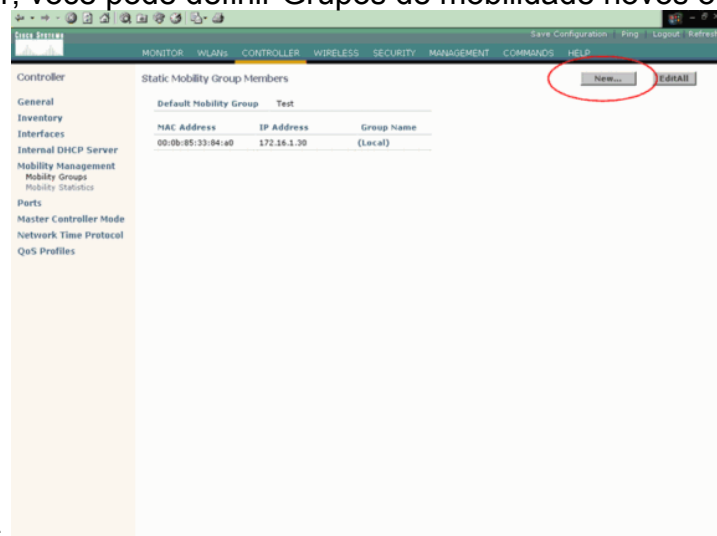 r, você pode definir Grupos de mobilidade novos o
CISCO SYSTEMS
Save Configuration | Ping | Logout | Refresh
MONITOR WLANs CONTROLLER WIRELESS SECURITY MANAGEMENT COMMANDS HELP
Controller
General
Inventory
Interfaces
Internal DHCP Server
Mobility Management
Mobility Groups
Mobility Statistics
Ports
Master Controller Mode
Network Time Protocol
QoS Profiles
Static Mobility Group Members
New... EditAll
Default Mobility Group Test
MAC Address IP Address Group Name
00:0b:85:33:84:a0 172.16.1.30 (Local)